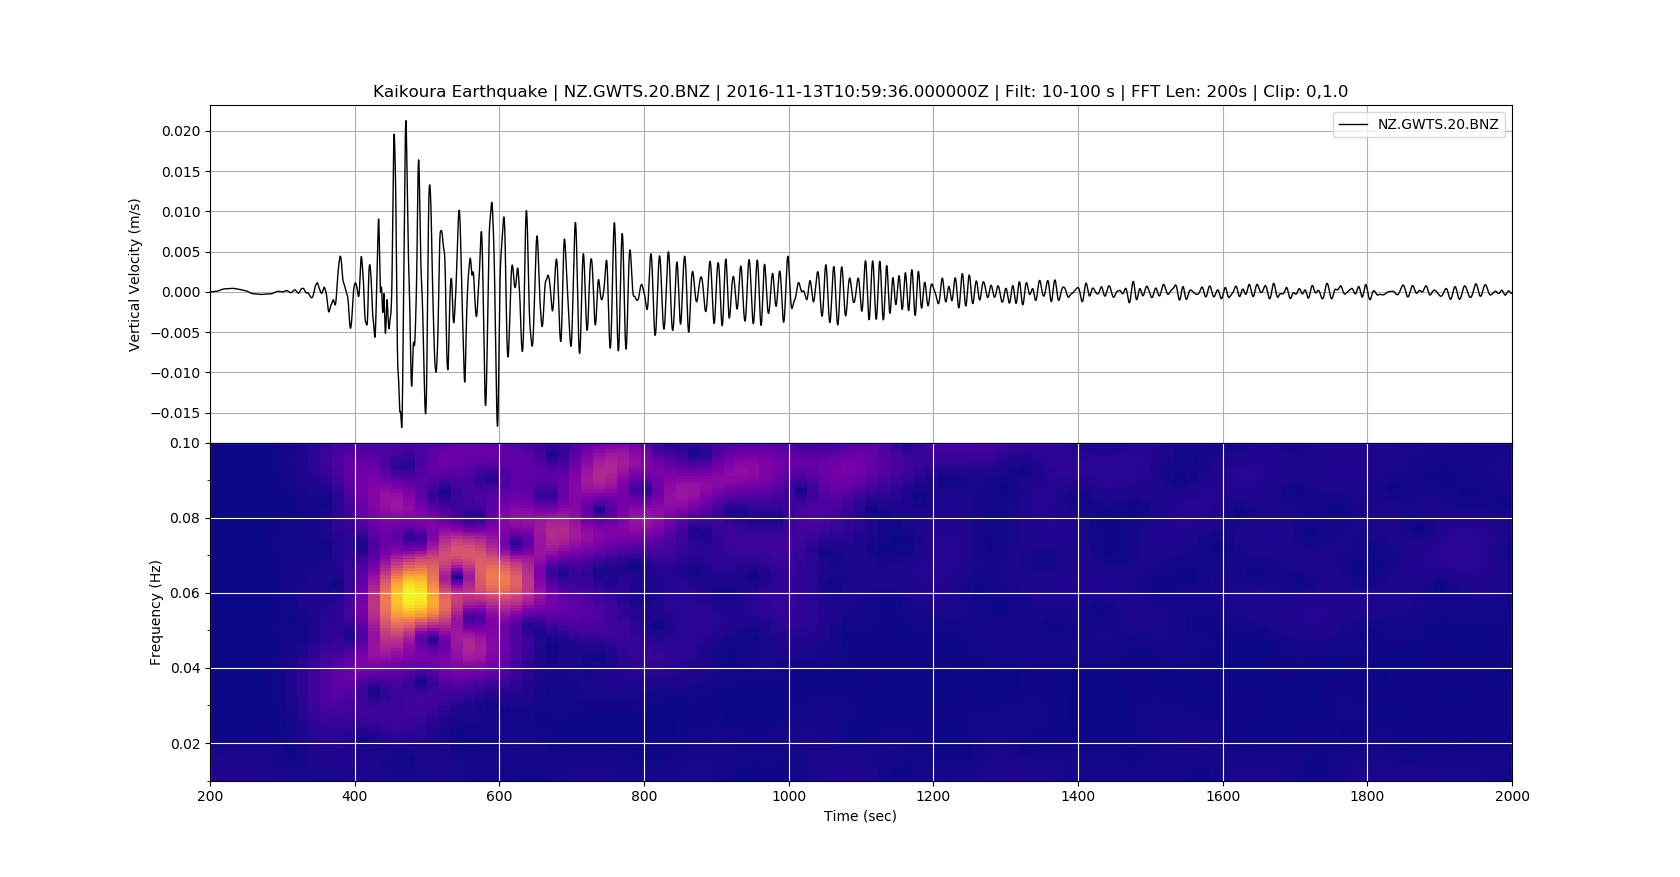 Kaikoura Earthquake | NZ.GWTS.20.BNZ | 2016-11-13T10:59:36.000000Z | Filt: 10-100 s | FFT Len: 200s | Clip: 0,1.0
NZ.GWTS.20.BNZ
Vertical Velocity (m/s)
0.020
0.015
0.010
0.005
0.000
−0.005
−0.010
−0.015
Frequency (Hz)
0.10
0.08
0.06
0.04
0.02
200 400 600 800 1000 1200 1400 1600 1800 2000
Time (sec)